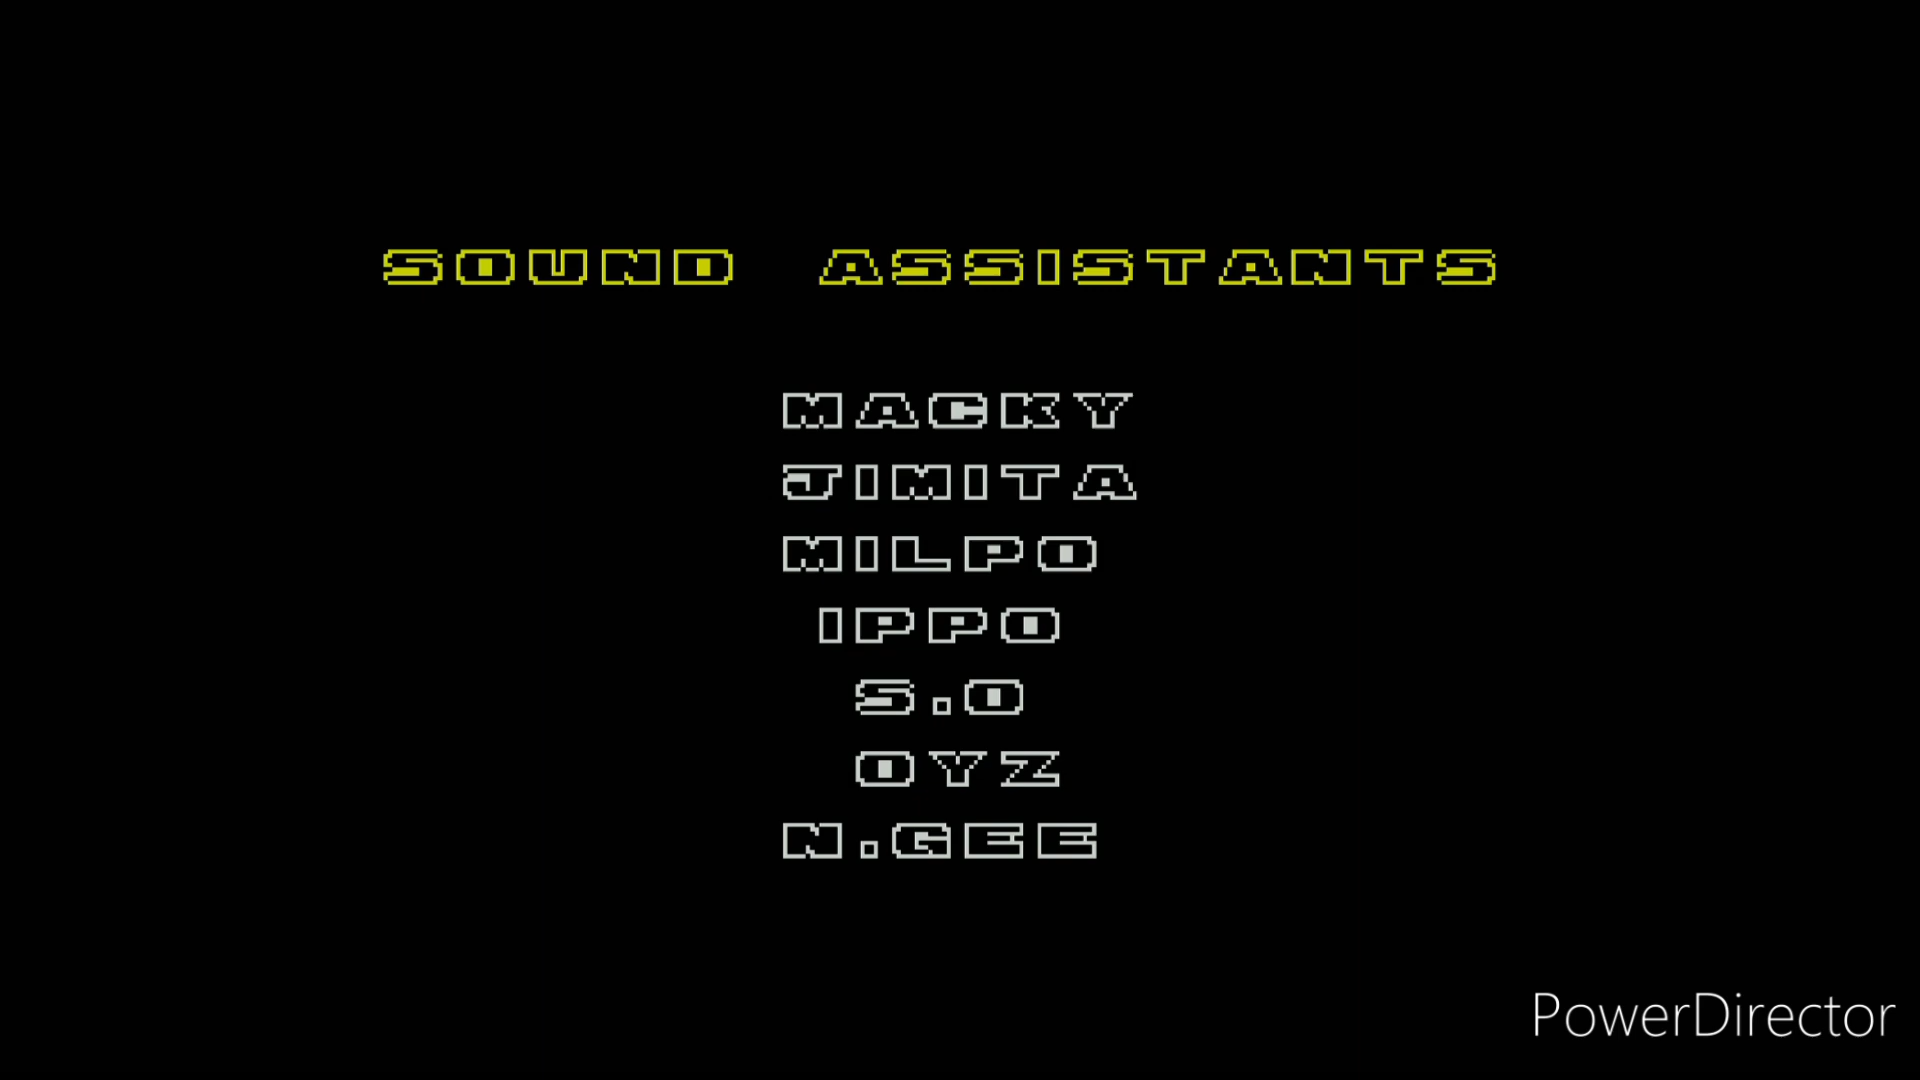 SOUND ASSISTANTS
MACKY
JIMITA
MILPO
IPPO
S.O
OYZ
N.GEE
PowerDirector